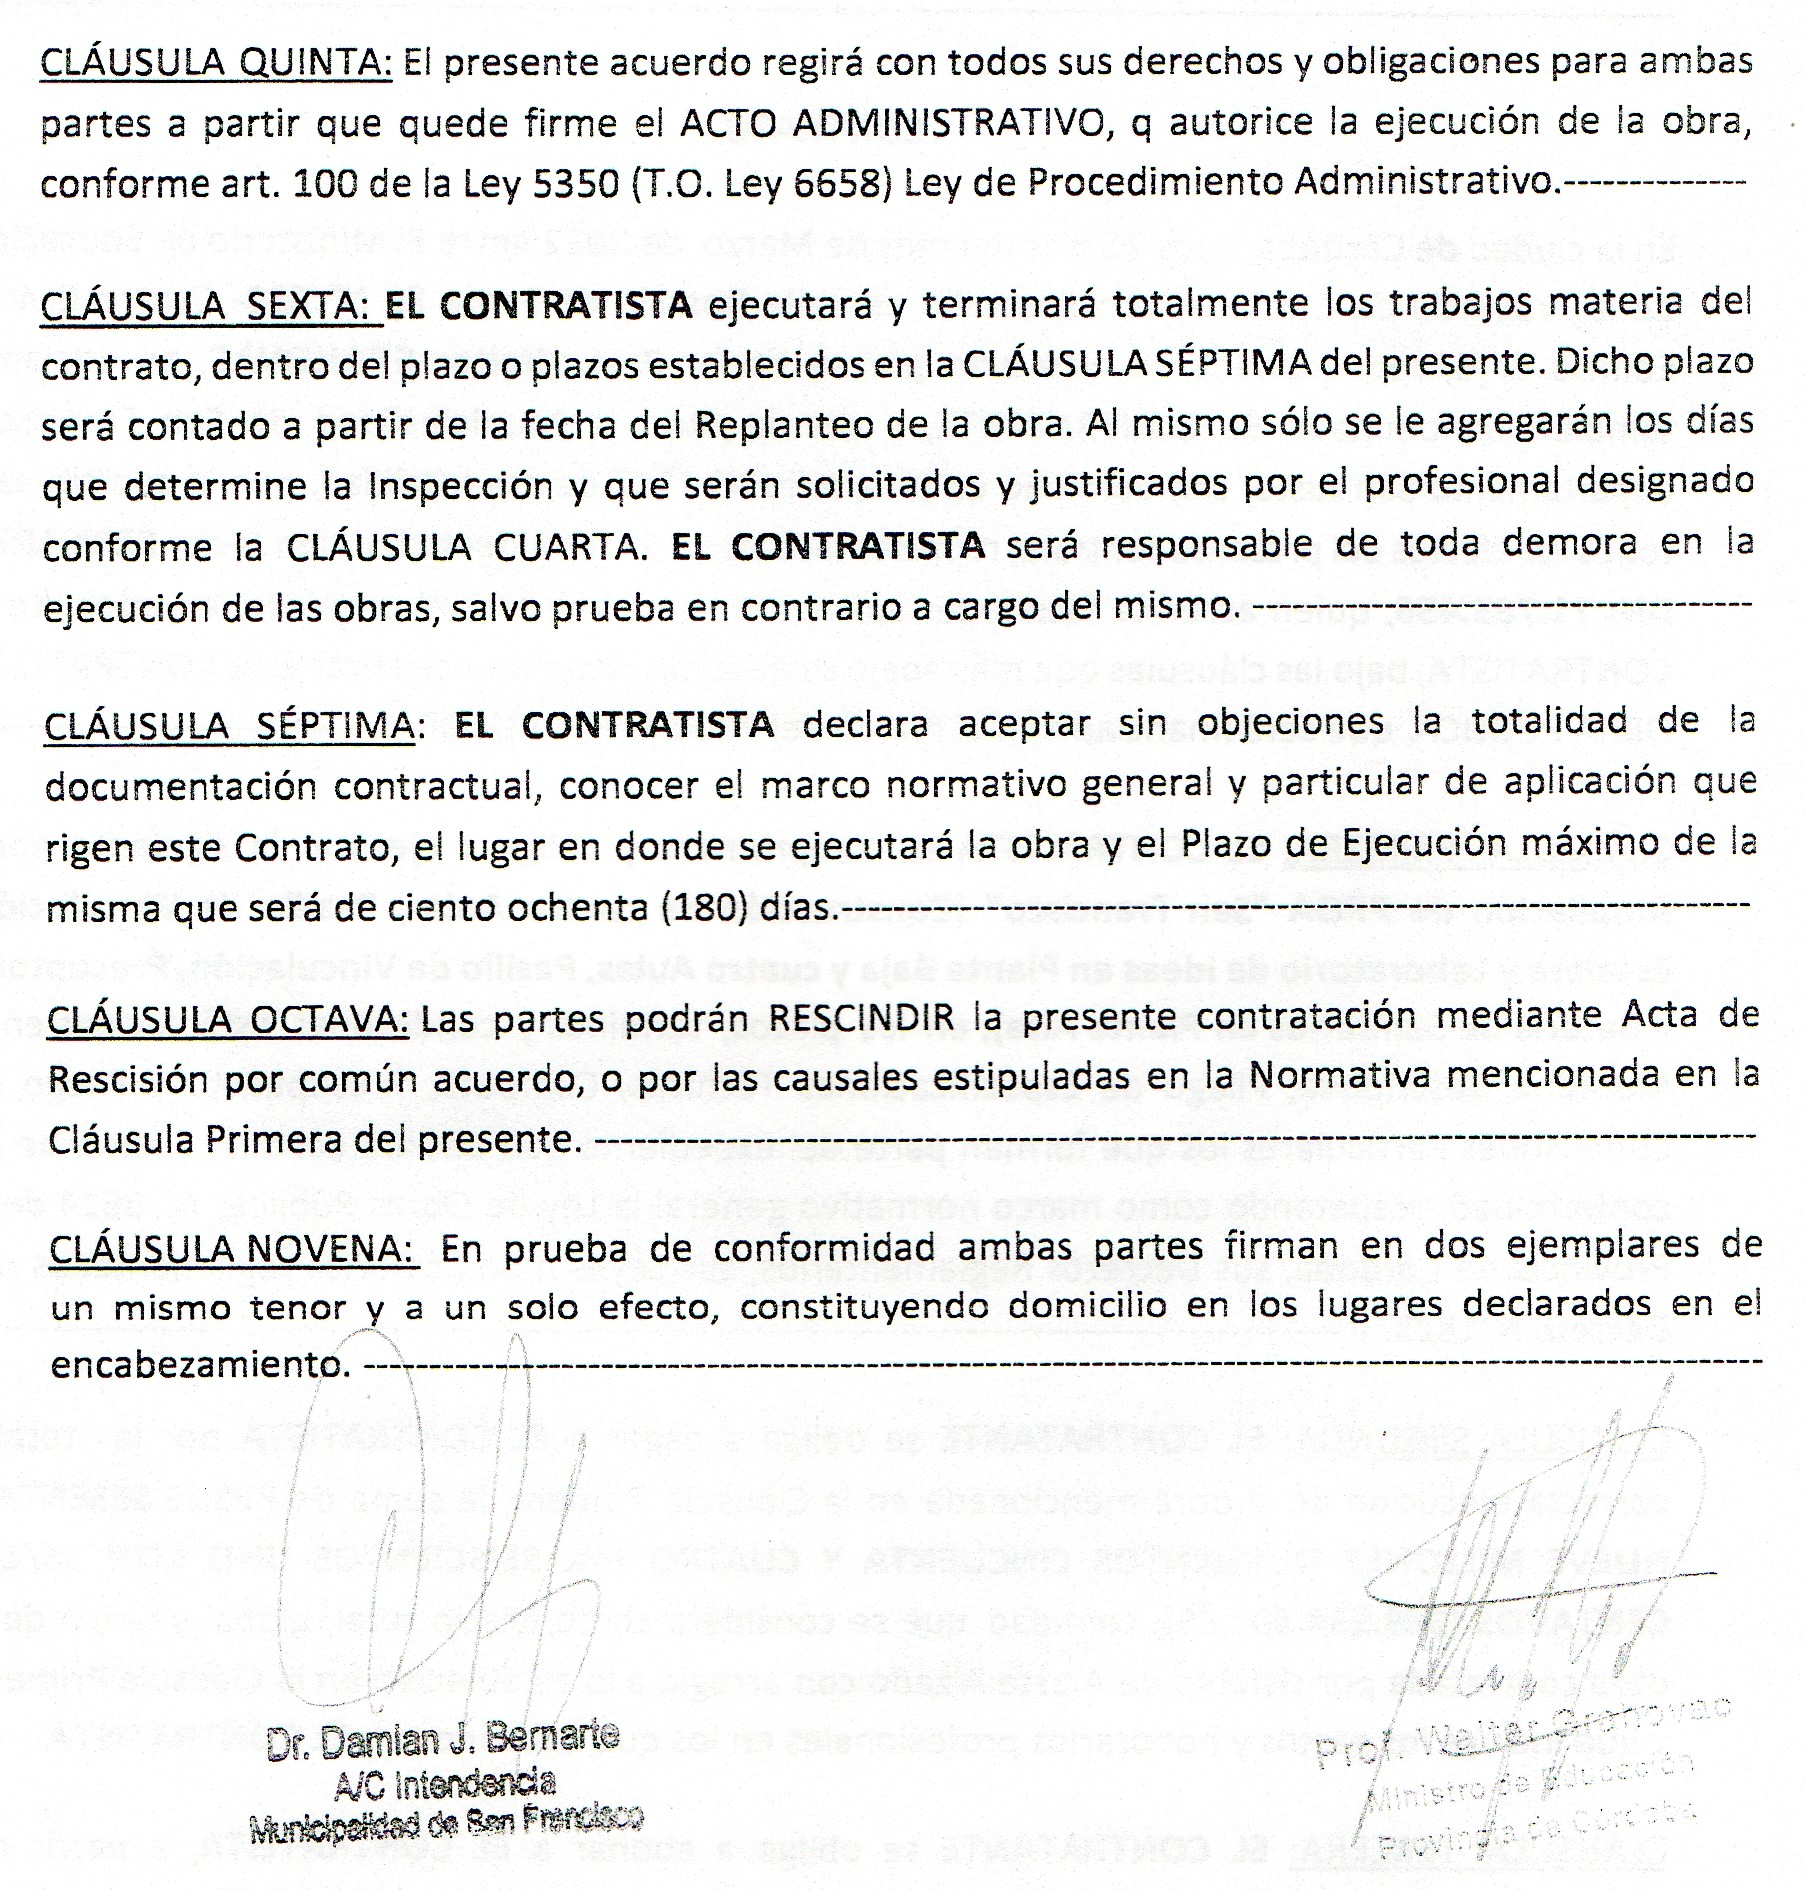 CLÁUSULA QUINTA: El presente acuerdo regirá con todos sus derechos y obligaciones para ambas
partes a partir que quede firme el ACTO ADMINISTRATIVO, q autorice la ejecución de la obra,
conforme art. 100 de la Ley 5350 (T.O. Ley 6658) Ley de Procedimiento Administrativo.--------------
CLÁUSULA SEXTA: EL CONTRATISTA ejecutará y terminará totalmente los trabajos materia del
contrato, dentro del plazo o plazos establecidos en la CLÁUSULA SÉPTIMA del presente. Dicho plazo
será contado a partir de la fecha del Replanteo de la obra. Al mismo sólo se le agregarán los días
que determine la Inspección y que serán solicitados y justificados por el profesional designado
conforme la CLÁUSULA CUARTA. EL CONTRATISTA será responsable de toda demora en la
ejecución de las obras, salvo prueba en contrario a cargo del mismo. --------------------------------------
CLÁUSULA SÉPTIMA: EL CONTRATISTA declara aceptar sin objeciones la totalidad de la
documentación contractual, conocer el marco normativo general y particular de aplicación que
rigen este Contrato, el lugar en donde se ejecutará la obra y el Plazo de Ejecución máximo de la
misma que será de ciento ochenta (180) días.---------------------------------------------------------------------
CLÁUSULA OCTAVA: Las partes podrán RESCINDIR la presente contratación mediante Acta de
Rescisión por común acuerdo, o por las causales estipuladas en la Normativa mencionada en la
Cláusula Primera del presente. ----------------------------------------------------------------------------------------
CLÁUSULA NOVENA: En prueba de conformidad ambas partes firman en dos ejemplares de
un mismo tenor y a un solo efecto, constituyendo domicilio en los lugares declarados en el
encabezamiento. ----------------------------------------------------------------------------------------------------------
Dr. Damian J. Bernarte
A/C Intendencia
Municipalidad de San Francisco
Prof. Walter Grahovac
Ministro de Educación
Provincia de Córdoba